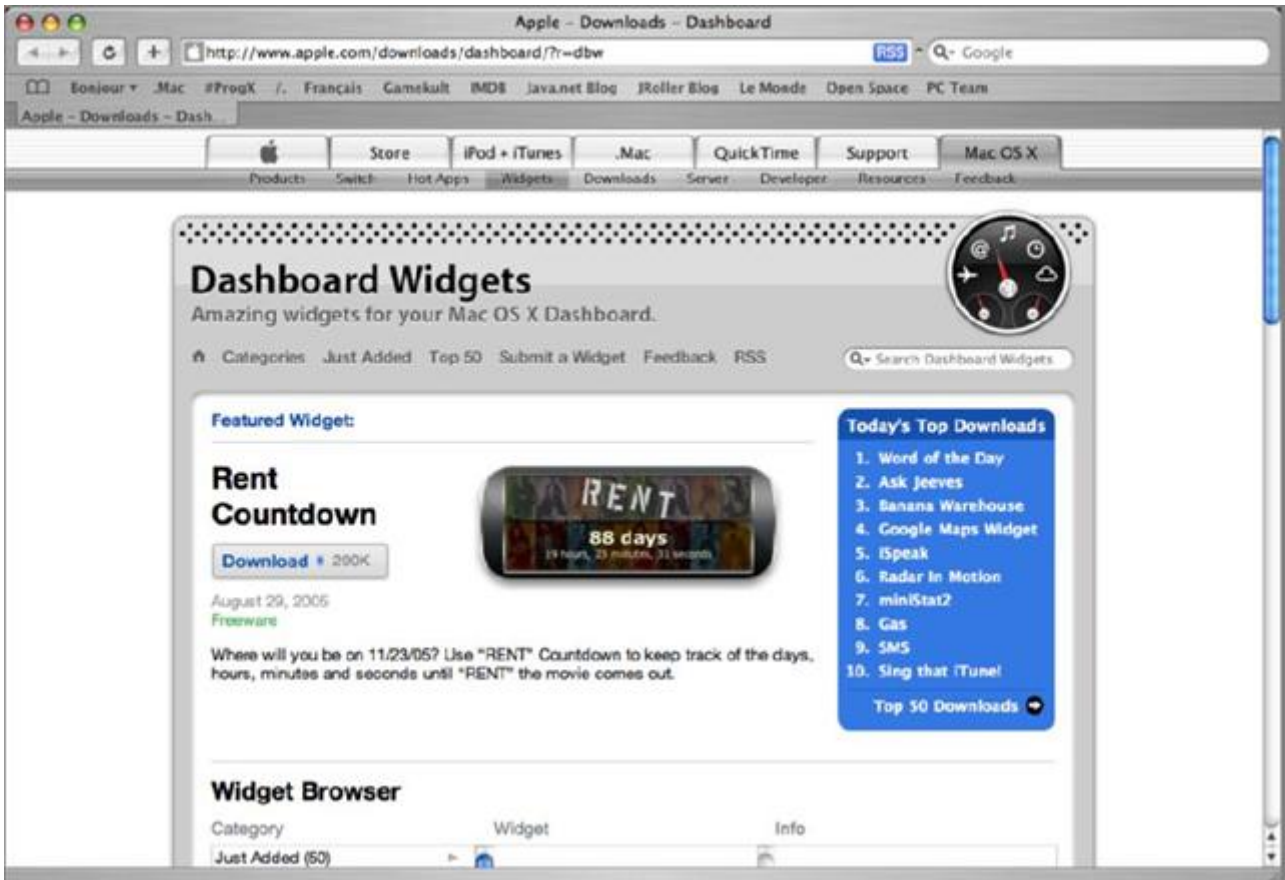 Apple – Downloads – Dashboard
http://www.apple.com/downloads/dashboard/?r=dbw
RSS
Google
Bonjour .Mac #ProgX /. Français Gamekult IMDB java.net Blog JRoller Blog Le Monde Open Space PC Team
Apple – Downloads – Dash...
Store iPod + iTunes .Mac QuickTime Support Mac OS X
Products Switch Hot Apps Widgets Downloads Server Developer Resources Feedback
Dashboard Widgets
Amazing widgets for your Mac OS X Dashboard.
Categories Just Added Top 50 Submit a Widget Feedback RSS
Search Dashboard Widgets
Featured Widget:
Rent
Countdown
Download 290K
August 29, 2005
Freeware
RENT
88 days
19 hours, 25 minutes, 31 seconds
Where will you be on 11/23/05? Use "RENT" Countdown to keep track of the days,
hours, minutes and seconds until "RENT" the movie comes out.
Today's Top Downloads
1. Word of the Day
2. Ask Jeeves
3. Banana Warehouse
4. Google Maps Widget
5. iSpeak
6. Radar In Motion
7. miniStat2
8. Gas
9. SMS
10. Sing that iTune!
Top 50 Downloads
Widget Browser
Category Widget Info
Just Added (50)